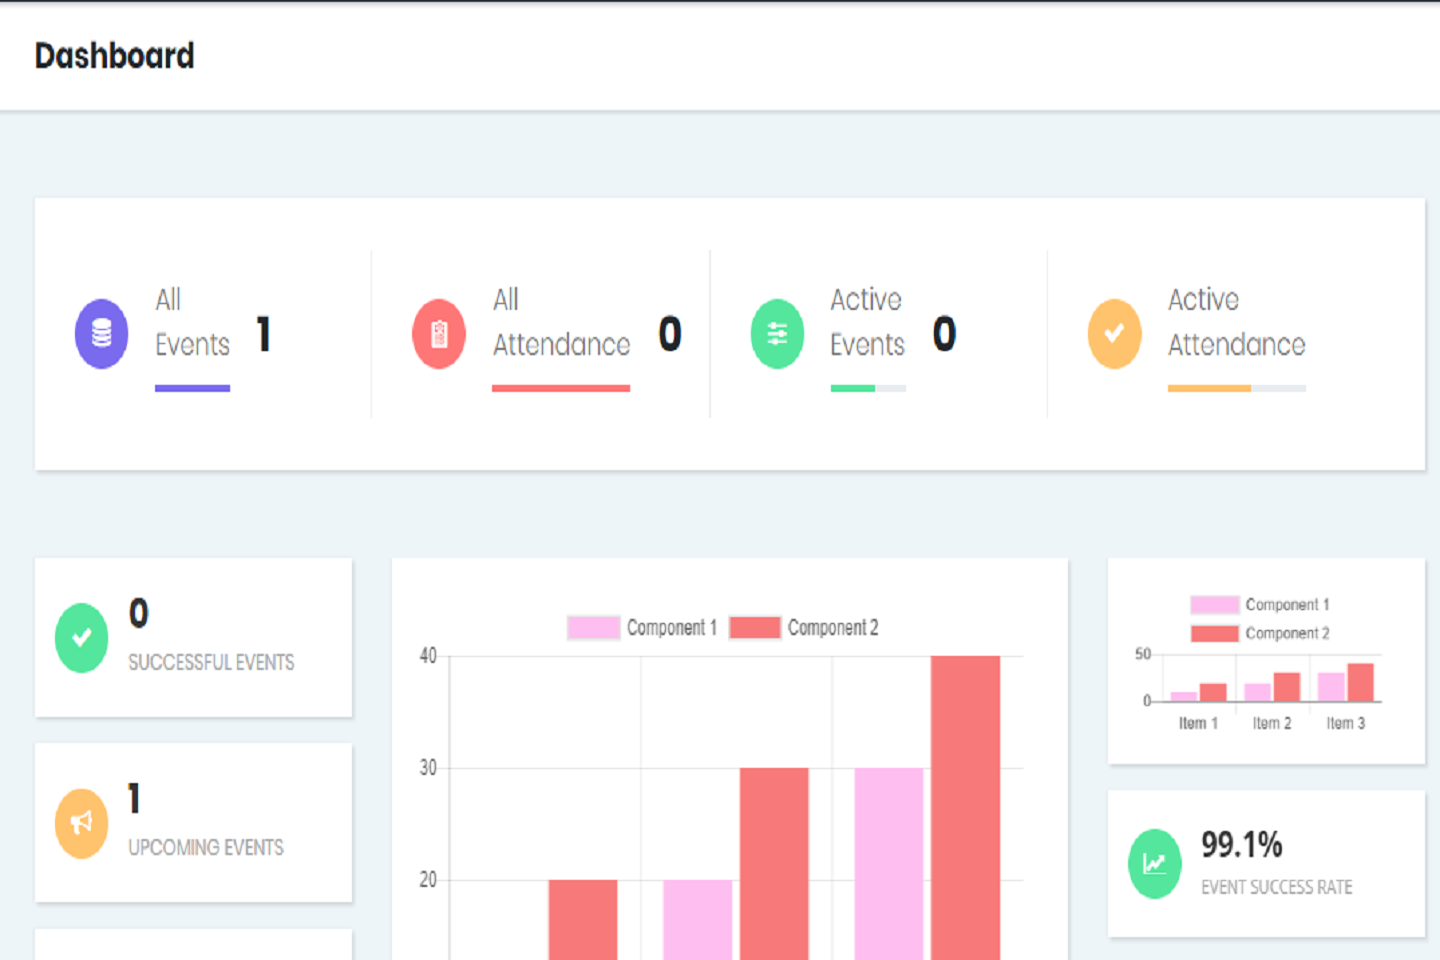 Dashboard
All
Events
1
All
Attendance
0
Active
Events
0
Active
Attendance
0
SUCCESSFUL EVENTS
1
UPCOMING EVENTS
Component 1
Component 2
40
30
20
Component 1
Component 2
50
0
Item 1
Item 2
Item 3
99.1%
EVENT SUCCESS RATE